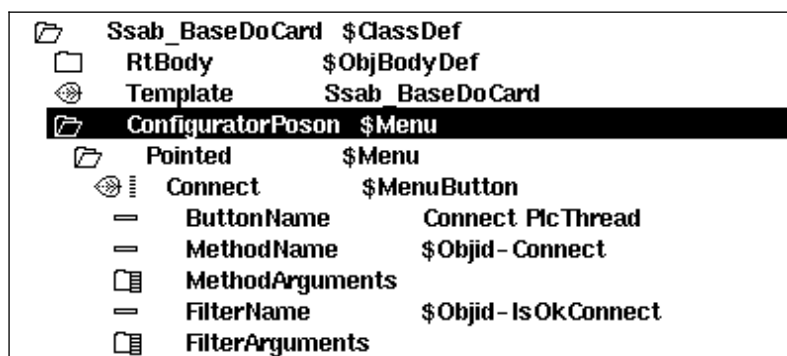 Ssab_BaseDoCard $ClassDef
RtBody $ObjBodyDef
Template Ssab_BaseDoCard
ConfiguratorPoson $Menu
Pointed $Menu
Connect $MenuButton
ButtonName Connect PlcThread
MethodName $Objid-Connect
MethodArguments
FilterName $Objid-IsOkConnect
FilterArguments